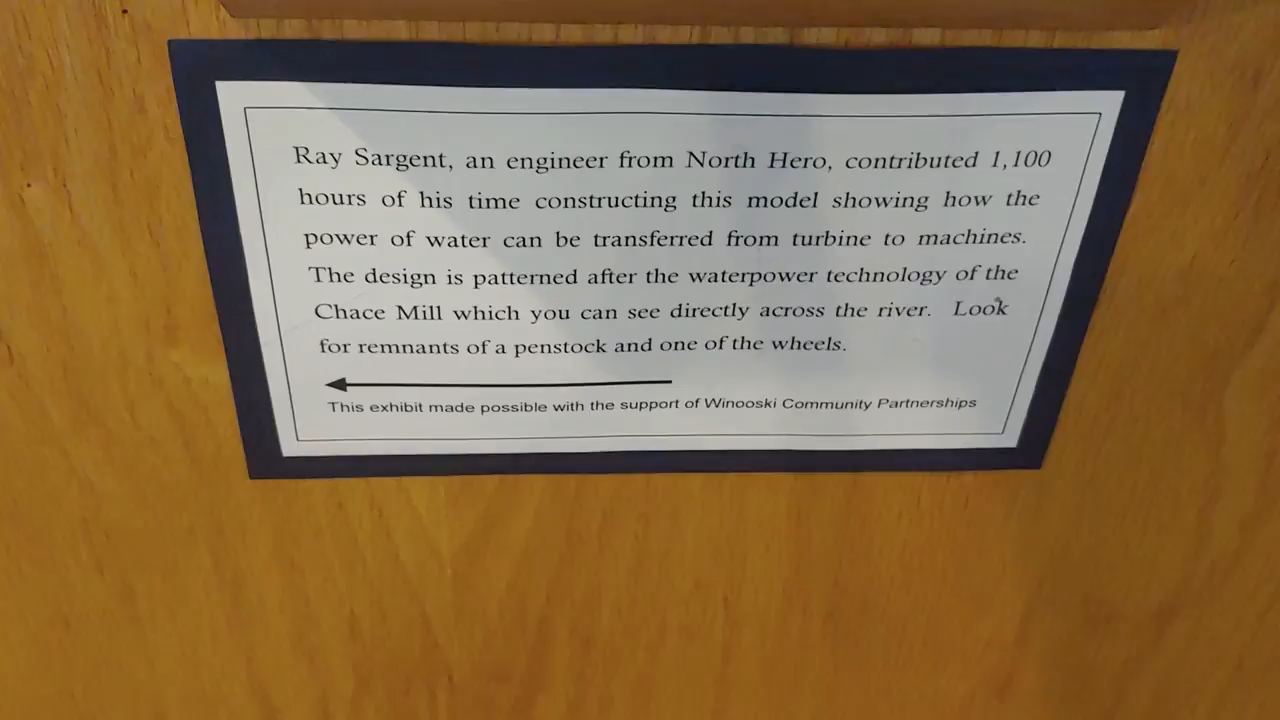 Ray Sargent, an engineer from North Hero, contributed 1,100
hours of his time constructing this model showing how the
power of water can be transferred from turbine to machines.
The design is patterned after the waterpower technology of the
Chace Mill which you can see directly across the river. Look
for remnants of a penstock and one of the wheels.
This exhibit made possible with the support of Winooski Community Partnerships